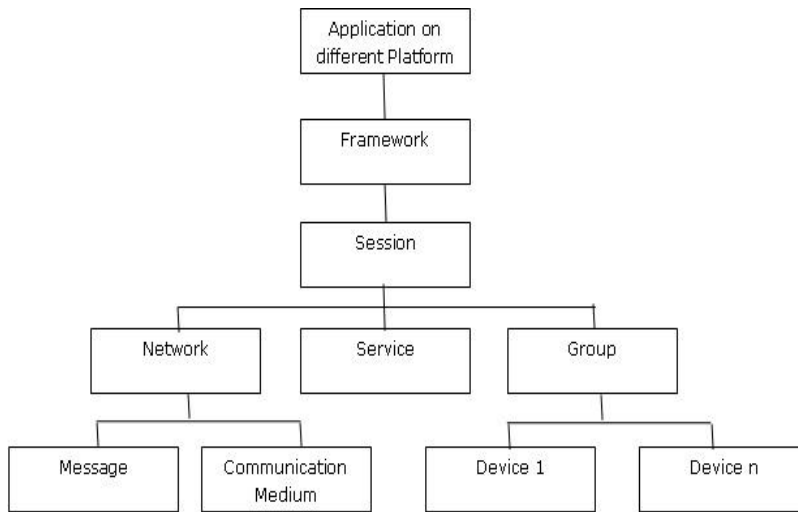 Application on
different Platform
Framework
Session
Network
Service
Group
Message
Communication
Medium
Device 1
Device n